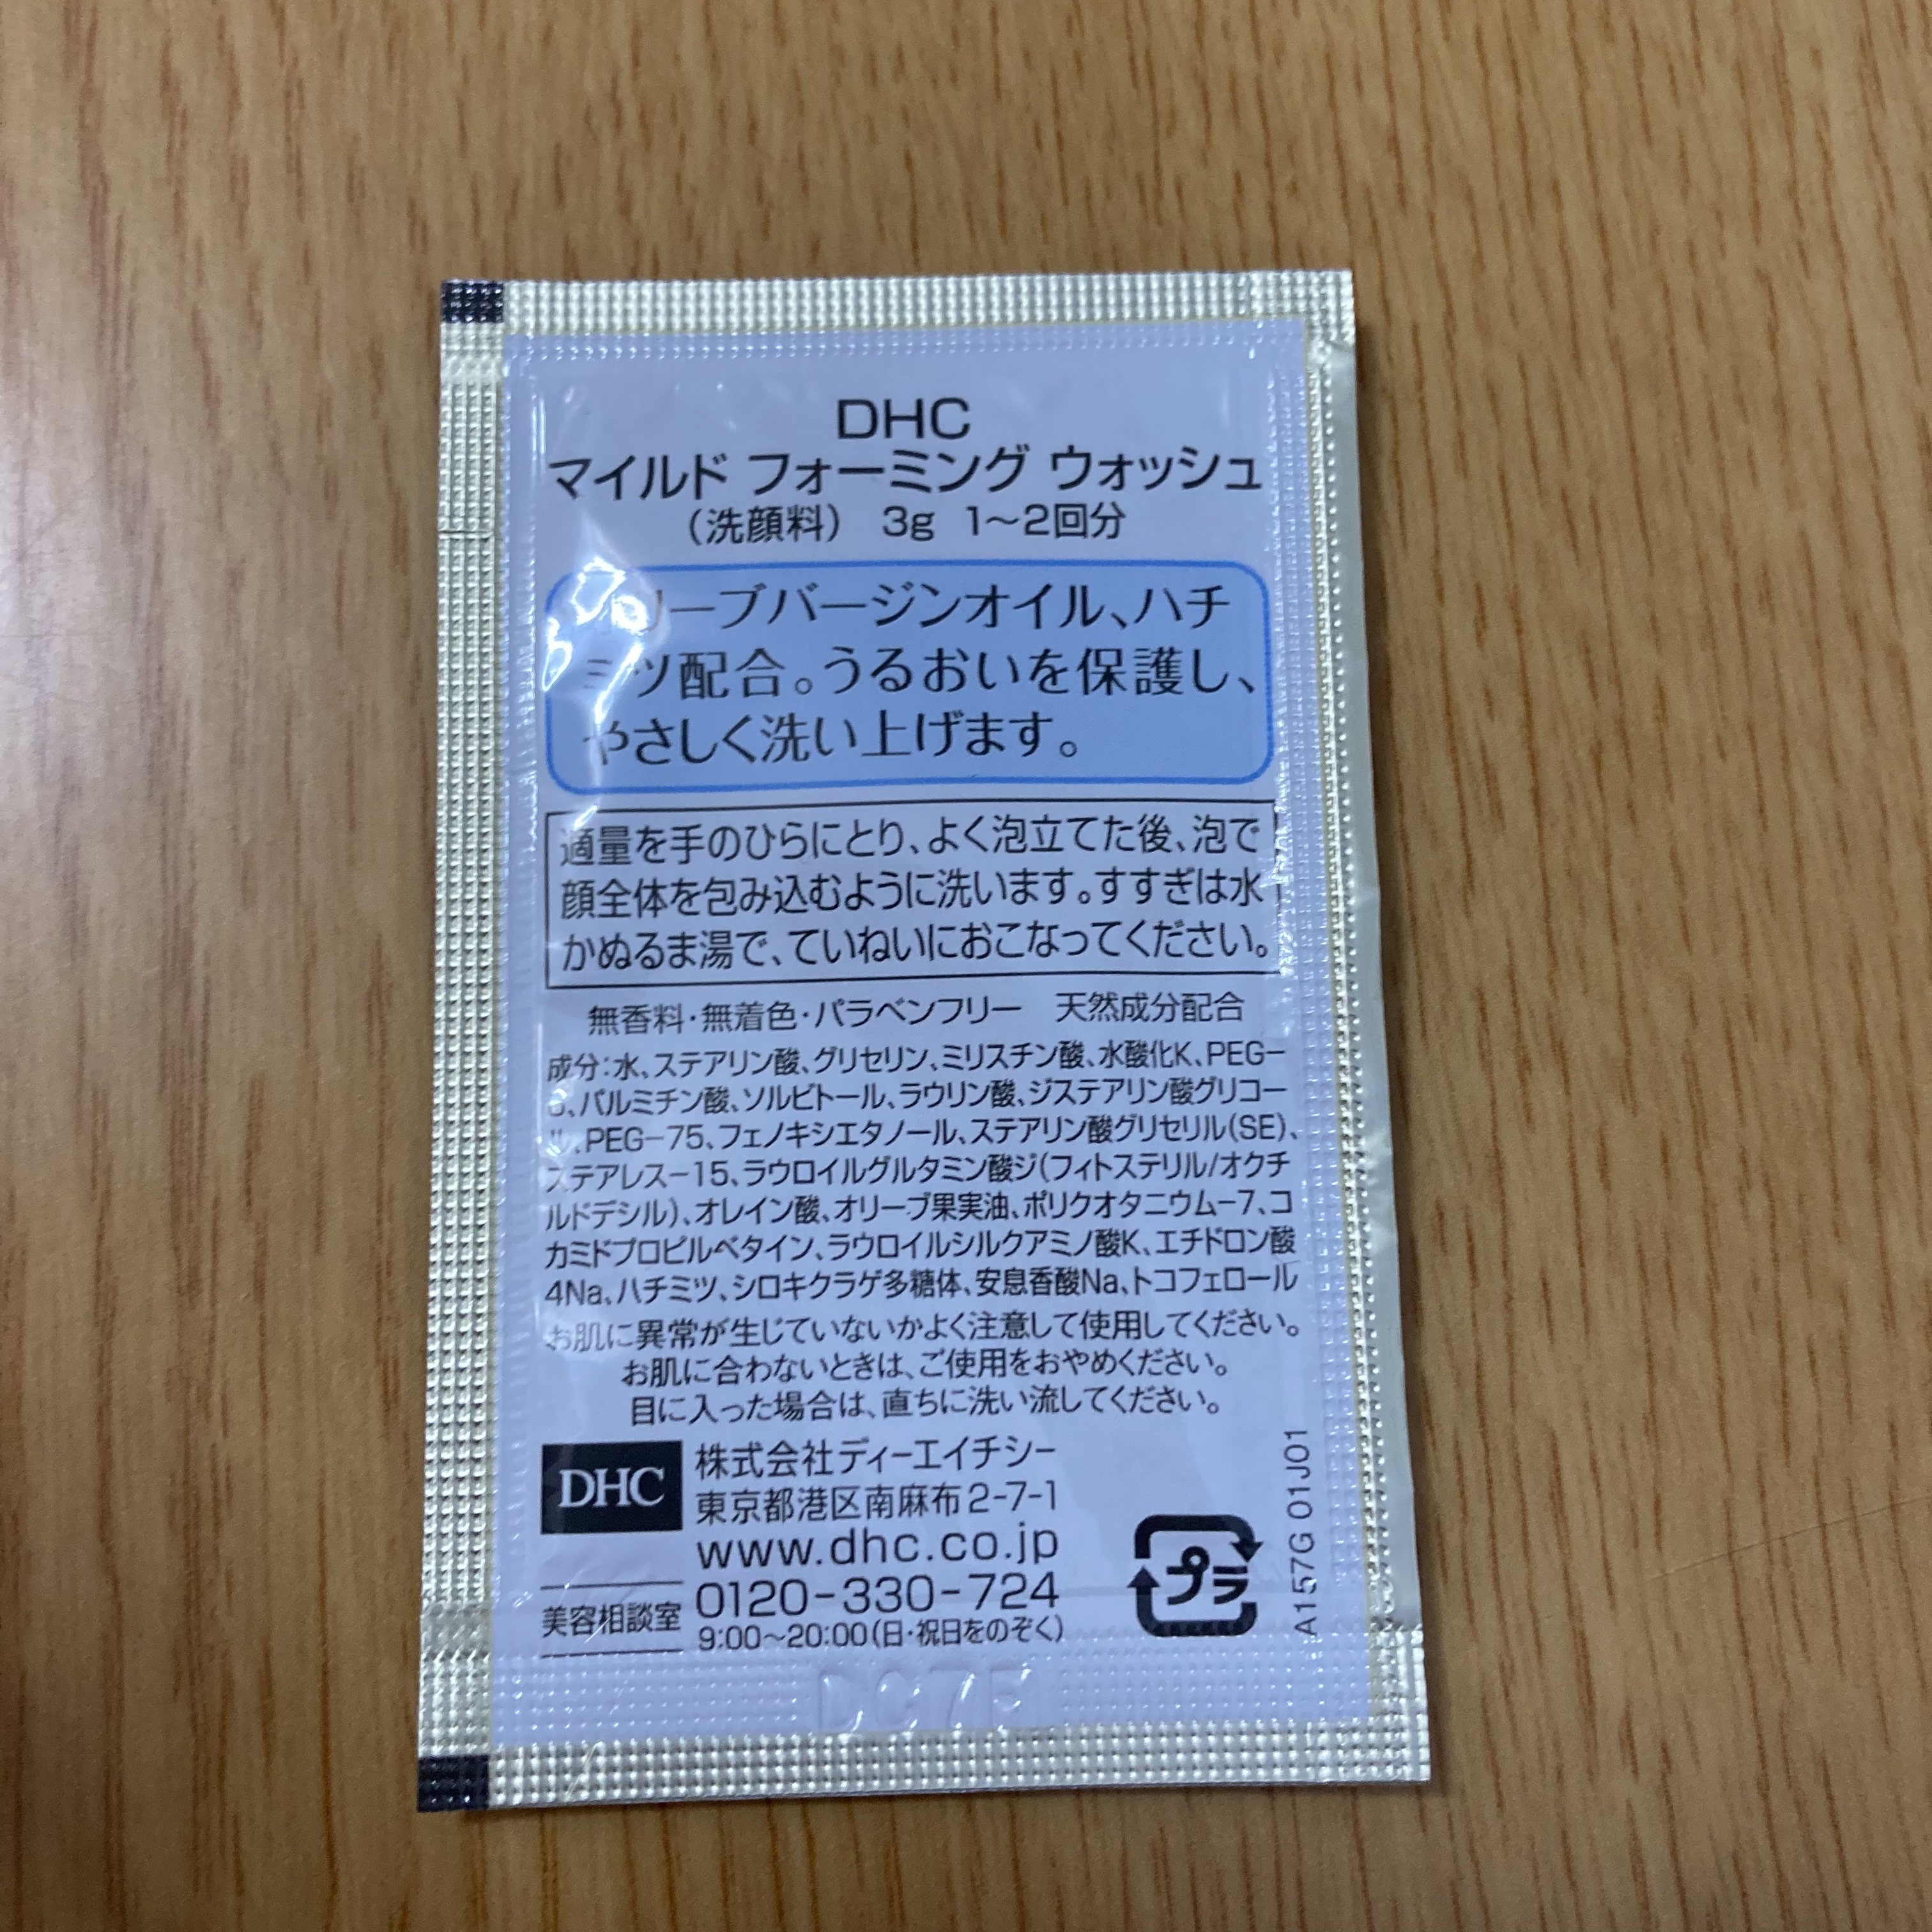 DHC
マイルド フォーミング ウォッシュ
(洗顔料) 3g 1〜2回分
リーブバージンオイル、ハチ
ミツ配合。うるおいを保護し、
やさしく洗い上げます。
適量を手のひらにとり、よく泡立てた後、泡で
顔全体を包み込むように洗います。すすぎは水
かぬるま湯で、ていねいにおこなってください。
無香料・無着色・パラベンフリー 天然成分配合
成分:水、ステアリン酸、グリセリン、ミリスチン酸、水酸化K、PEG-
、パルミチン酸、ソルビトール、ラウリン酸、ジステアリン酸グリコー
ル、PEG-75、フェノキシエタノール、ステアリン酸グリセリル(SE)、
ステアレス-15、ラウロイルグルタミン酸ジ(フィトステリル/オクチ
ルドデシル)、オレイン酸、オリーブ果実油、ポリクオタニウム-7、コ
カミドプロピルベタイン、ラウロイルシルクアミノ酸K、エチドロン酸
4Na、ハチミツ、シロキクラゲ多糖体、安息香酸Na、トコフェロール
お肌に異常が生じていないかよく注意して使用してください。
お肌に合わないときは、ご使用をおやめください。
目に入った場合は、直ちに洗い流してください。
DHC
株式会社ディーエイチシー
東京都港区南麻布2-7-1
www.dhc.co.jp
美容相談室
0120-330-724
9:00〜20:00(日・祝日をのぞく)
プラ
A157G 01J01